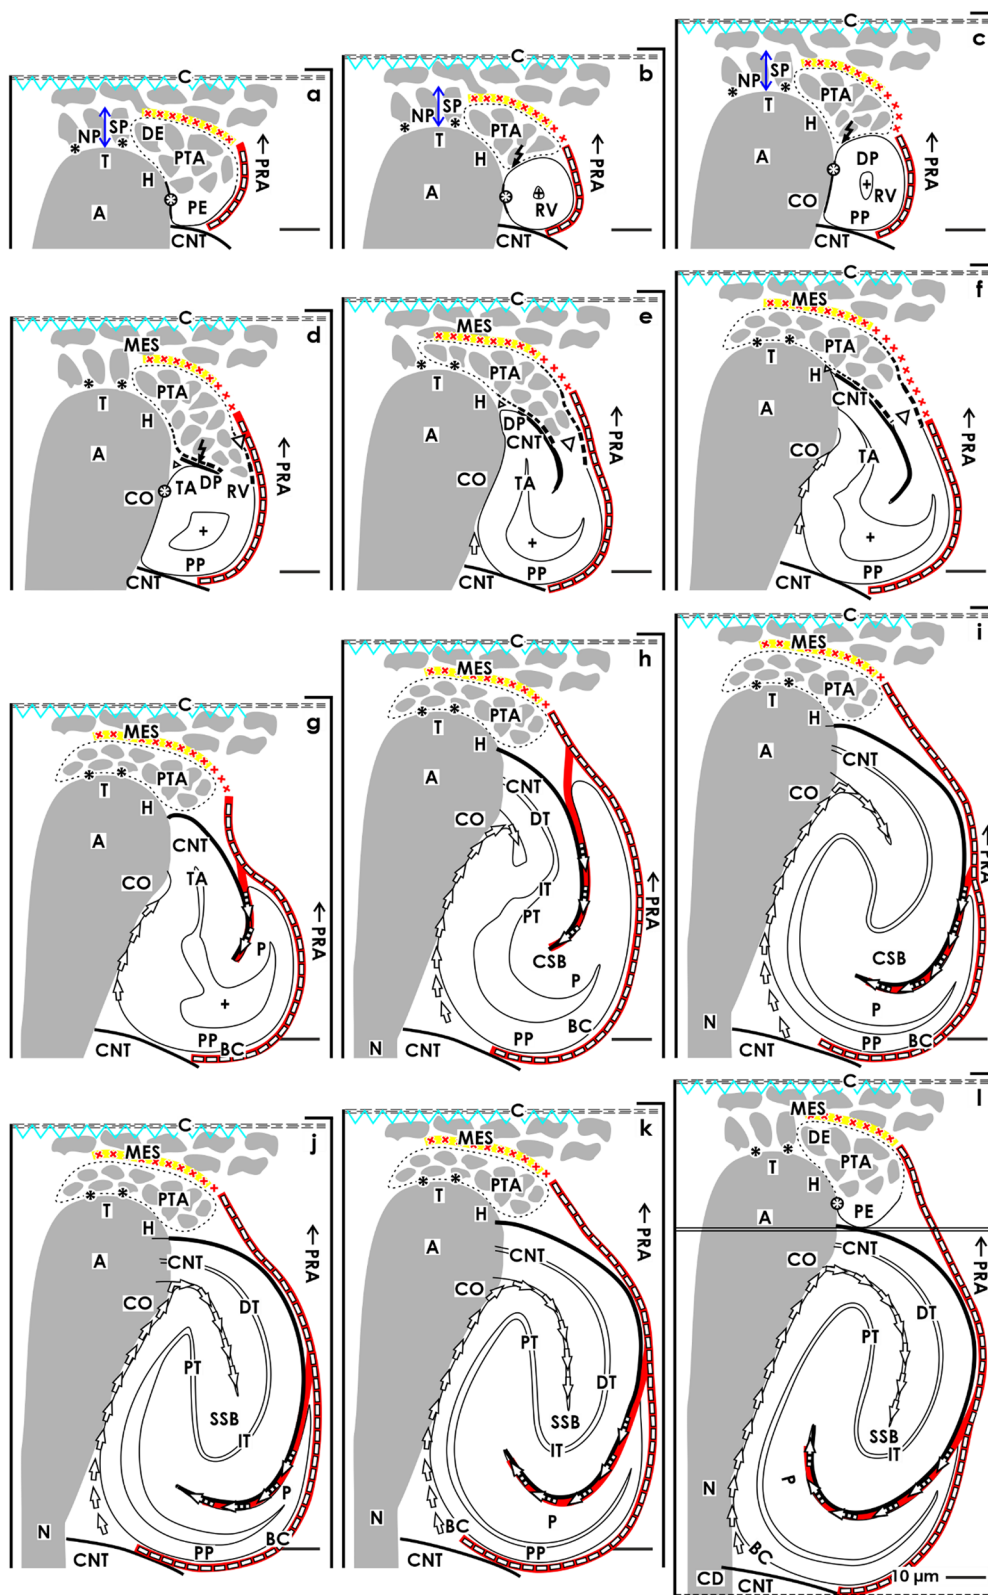 C
a
NP
SP
DE
*
*
T
PTA
H
A
PE
CNT
→ PRA
C
b
NP
SP
*
*
T
PTA
H
A
RV
CNT
→ PRA
C
c
NP
SP
*
*
T
PTA
H
A
DP
+
RV
CO
PP
CNT
→ PRA
C
d
MES
*
*
PTA
T
H
A
CO
TA
DP
RV
+
PP
CNT
→ PRA
C
e
MES
*
*
PTA
T
H
A
DP
CNT
CO
TA
+
PP
CNT
→ PRA
C
f
MES
*
*
T
PTA
H
A
CNT
TA
CO
+
PP
CNT
→ PRA
C
g
MES
*
*
PTA
T
H
A
CNT
CO
TA
P
+
PP
BC
CNT
→ PRA
C
h
MES
*
*
PTA
T
H
A
CNT
CO
DT
IT
PT
CSB
P
BC
PP
N
CNT
→ PRA
C
i
MES
*
*
PTA
T
H
A
CNT
CO
CSB
P
N
PP
BC
CNT
→ PRA
C
j
MES
*
*
PTA
T
H
A
CNT
CO
DT
PT
SSB
IT
P
N
BC
PP
CNT
→ PRA
C
k
MES
*
*
PTA
T
H
A
CNT
CO
PT
DT
SSB
IT
P
N
BC
PP
CNT
→ PRA
C
l
MES
*
*
DE
T
PTA
H
A
PE
CO
CNT
DT
PT
SSB
IT
P
N
BC
CD
CNT
10 µm
→ PRA